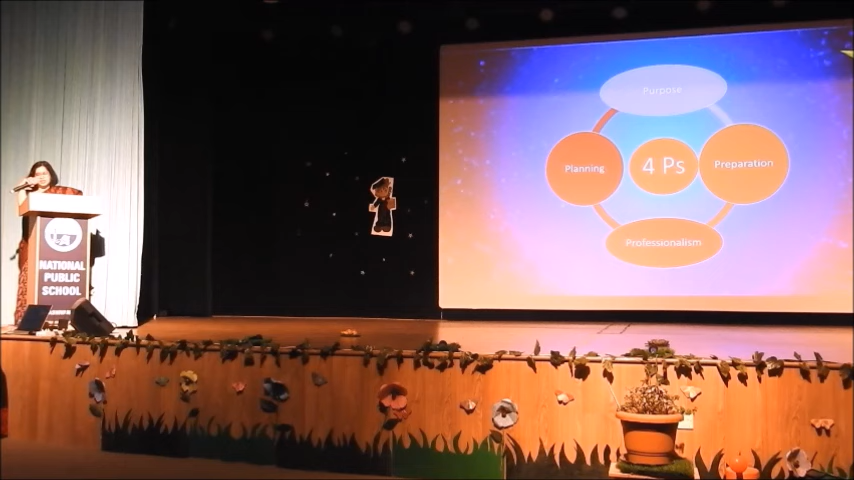 Purpose
Planning
4 Ps
Preparation
Professionalism
NATIONAL
PUBLIC
SCHOOL